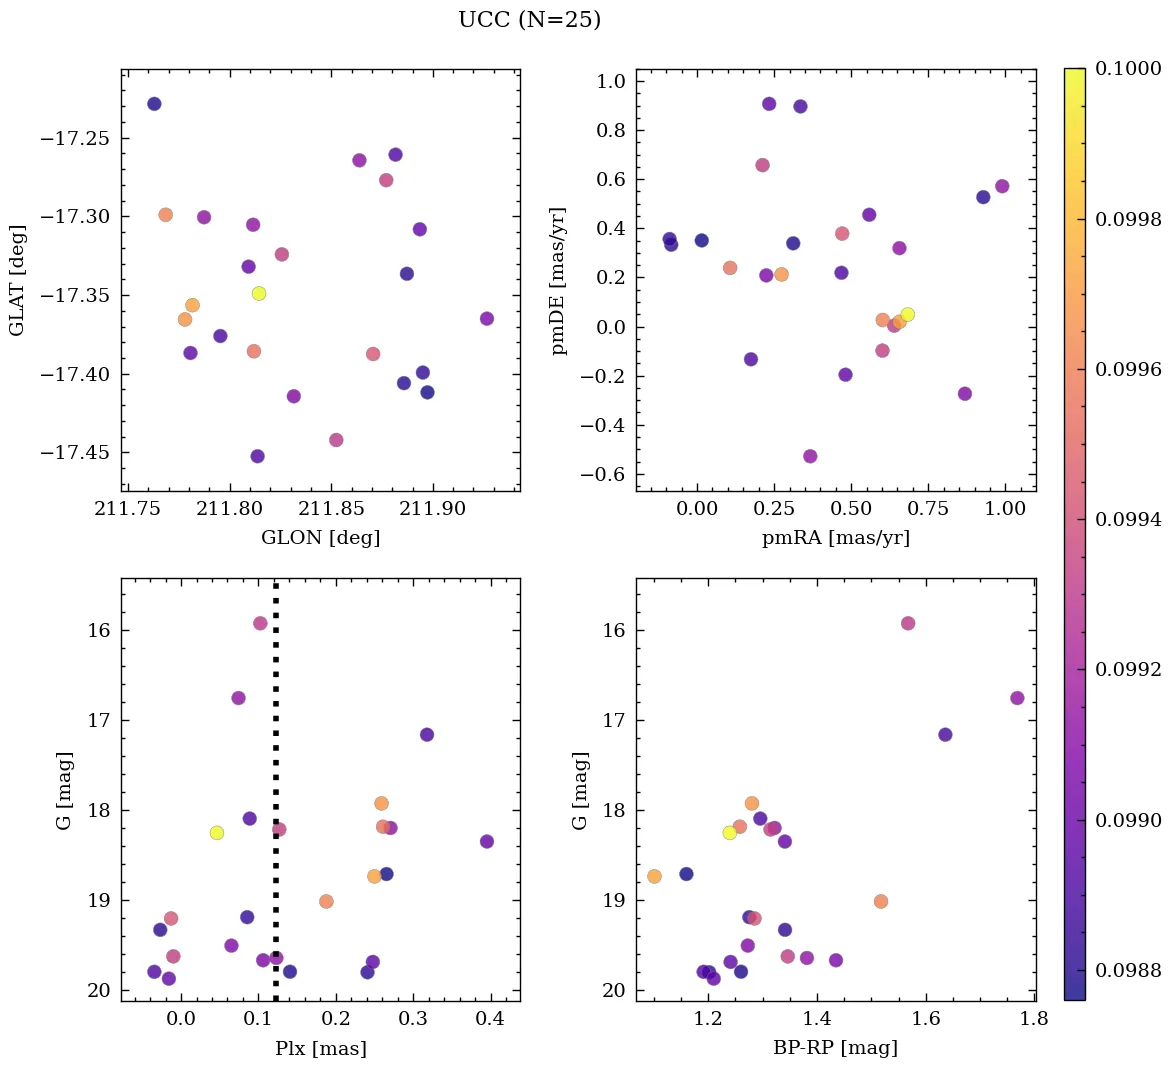 UCC (N=25)
−17.25
−17.30
−17.35
−17.40
−17.45
GLAT [deg]
211.75 211.80 211.85 211.90
GLON [deg]
1.0
0.8
0.6
0.4
0.2
0.0
−0.2
−0.4
−0.6
pmDE [mas/yr]
0.00 0.25 0.50 0.75 1.00
pmRA [mas/yr]
16
17
18
19
20
G [mag]
0.0 0.1 0.2 0.3 0.4
Plx [mas]
16
17
18
19
20
G [mag]
1.2 1.4 1.6 1.8
BP-RP [mag]
0.1000
0.0998
0.0996
0.0994
0.0992
0.0990
0.0988